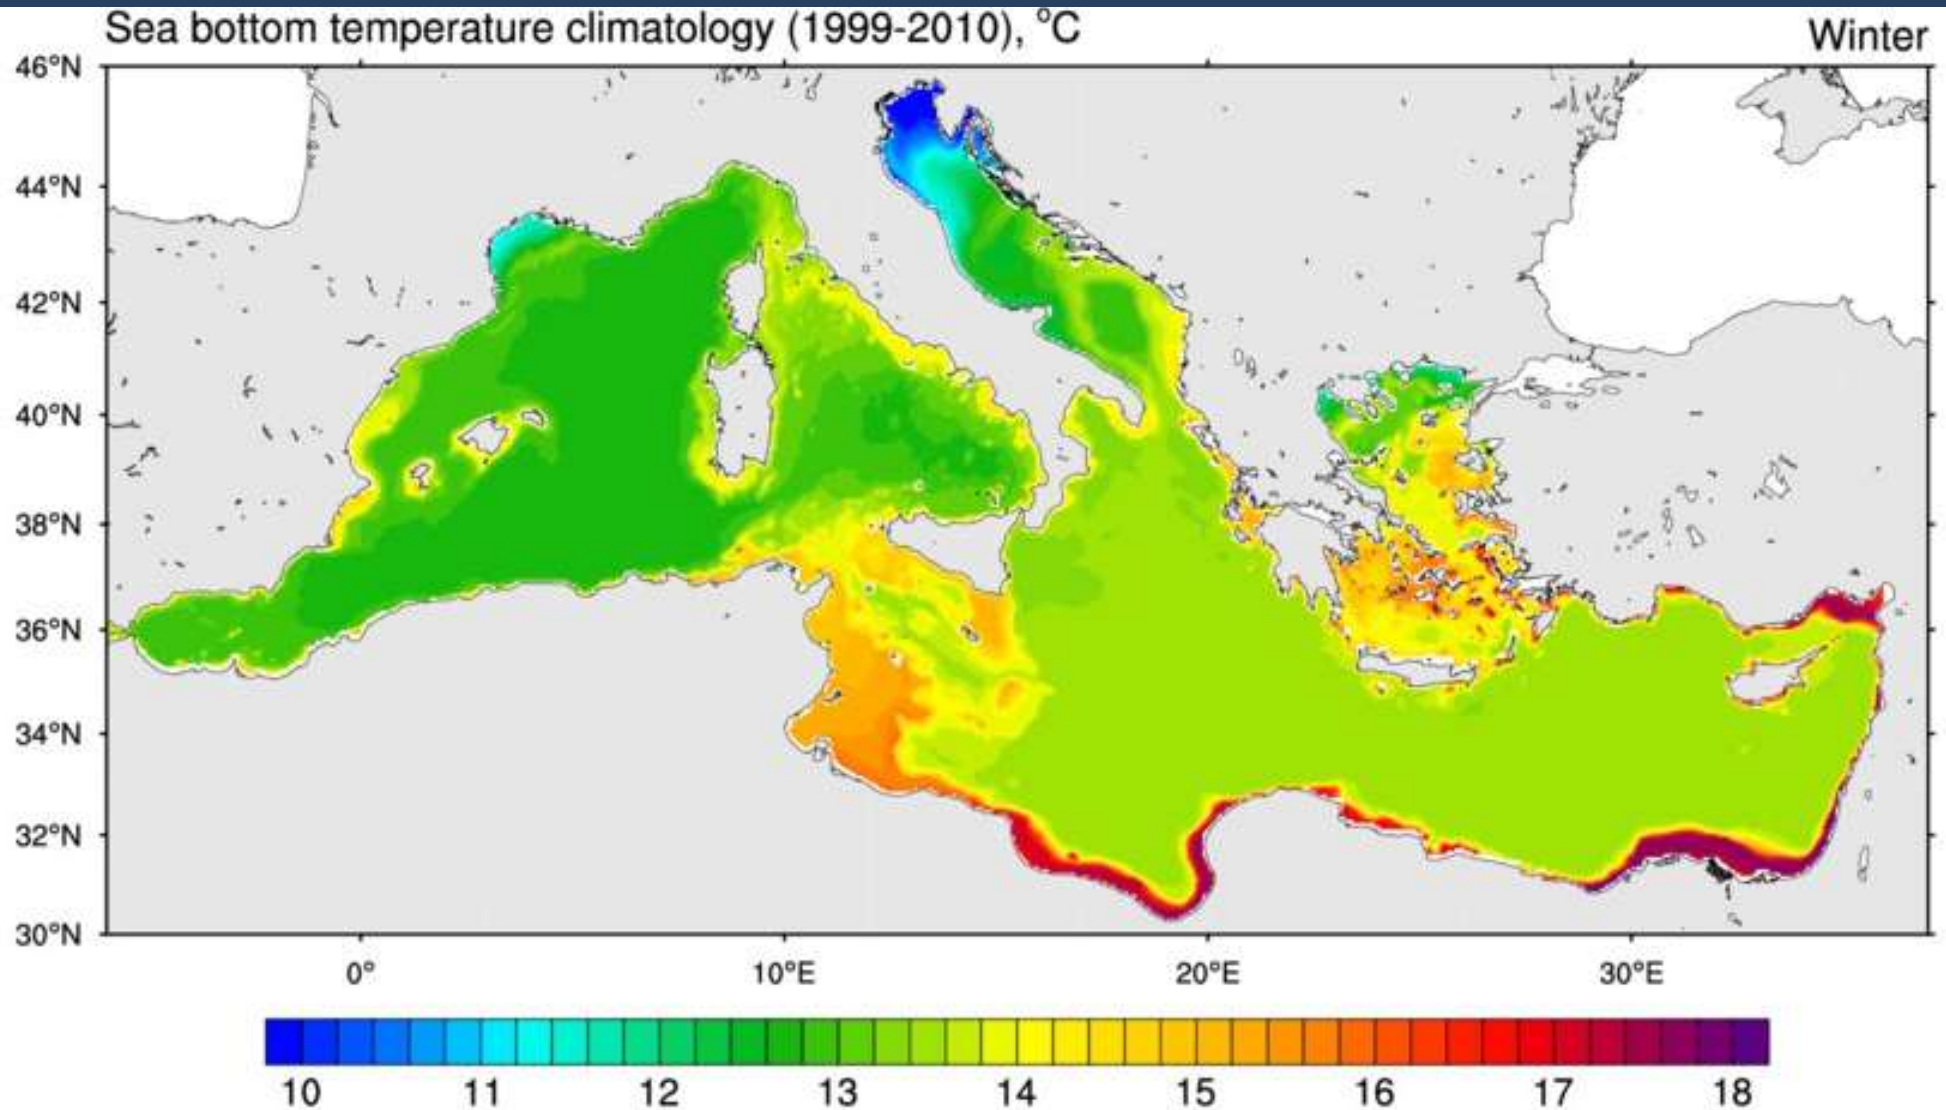 Sea bottom temperature climatology (1999-2010), °C
Winter
46°N
44°N
42°N
40°N
38°N
36°N
34°N
32°N
30°N
0° 10°E 20°E 30°E
10 11 12 13 14 15 16 17 18